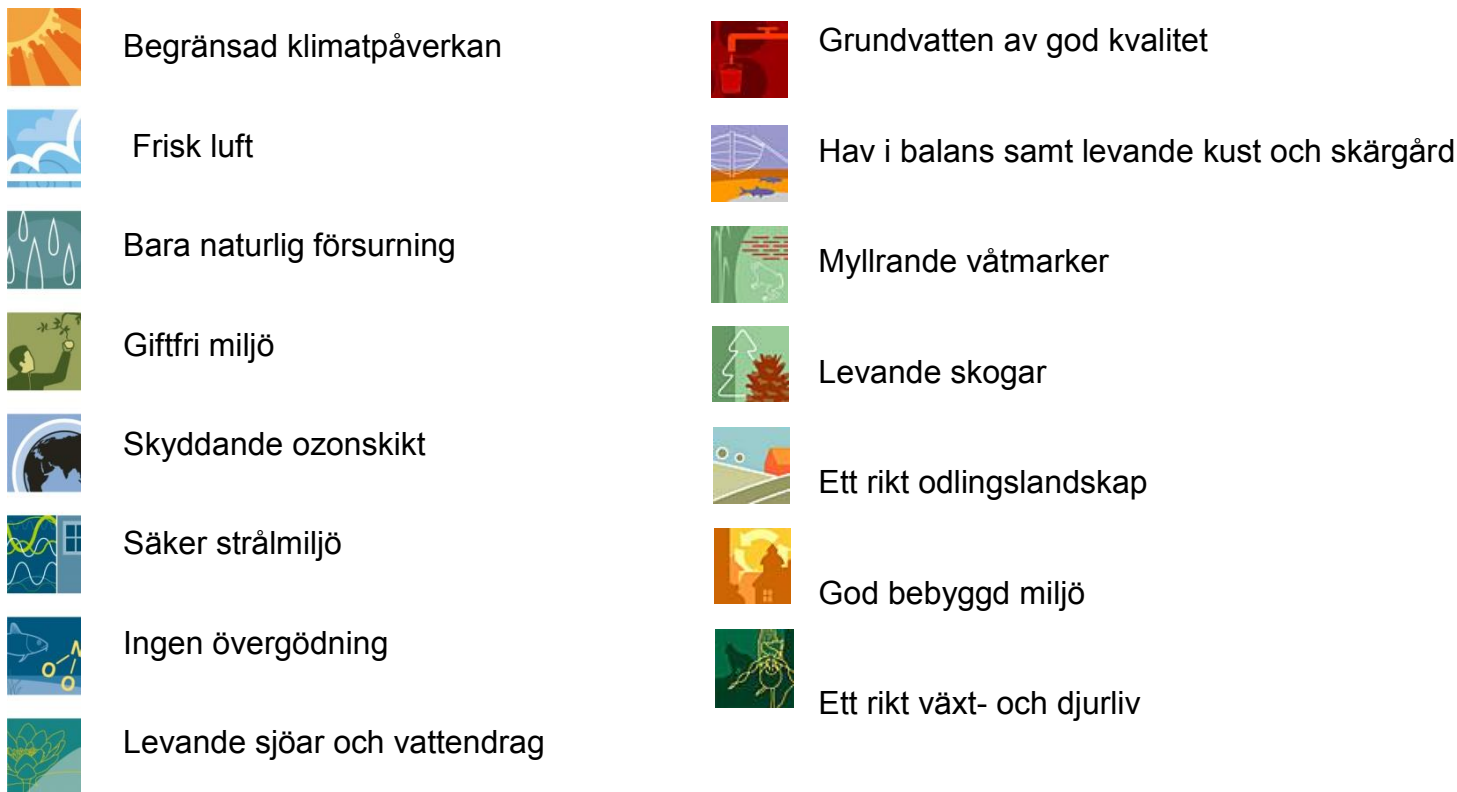 Begränsad klimatpåverkan
Frisk luft
Bara naturlig försurning
Giftfri miljö
Skyddande ozonskikt
Säker strålmiljö
Ingen övergödning
N
O
O
Levande sjöar och vattendrag
Grundvatten av god kvalitet
Hav i balans samt levande kust och skärgård
Myllrande våtmarker
Levande skogar
Ett rikt odlingslandskap
God bebyggd miljö
Ett rikt växt- och djurliv